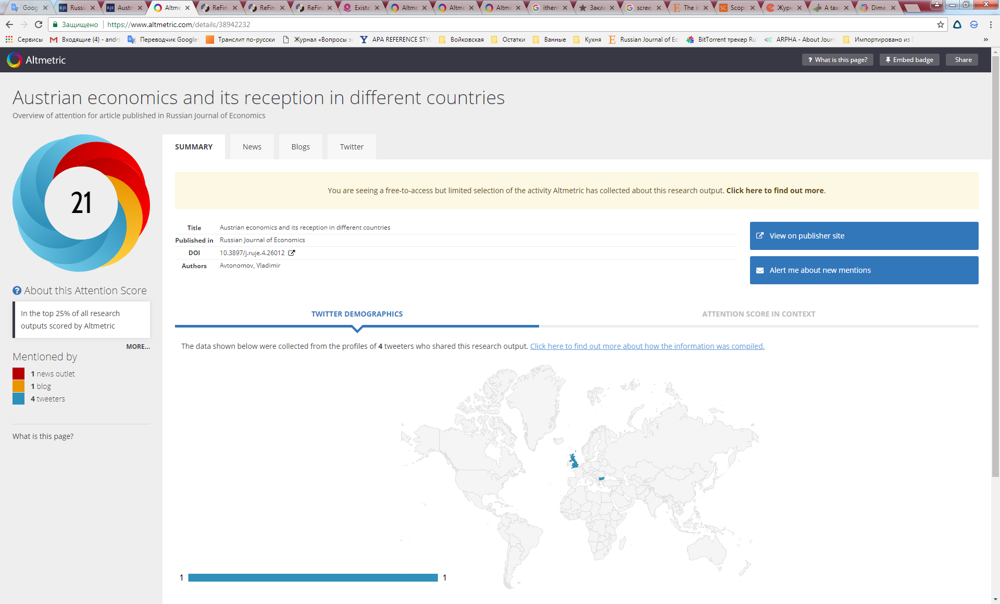 Goog
Russi
Austri
Altme
ReFin
ReFin
ReFin
Existe
Altme
Altme
Altme
ithen
Закла
scree
The i
Scop
Журн
A tax
Dime
Защищено
https://www.altmetric.com/details/38942232
Сервисы
Входящие (4) - andrs
Переводчик Google
Транслит по-русски
Журнал «Вопросы э
APA REFERENCE STY
Войковская
Остатки
Ванные
Кухня
Russian Journal of Ec
BitTorrent трекер Ru
ARPHA - About Journ
Импортировано из I
Altmetric
? What is this page?
Embed badge
Share
Austrian economics and its reception in different countries
Overview of attention for article published in Russian Journal of Economics
21
SUMMARY
News
Blogs
Twitter
You are seeing a free-to-access but limited selection of the activity Altmetric has collected about this research output. Click here to find out more.
Title Austrian economics and its reception in different countries
Published in Russian Journal of Economics
DOI 10.3897/j.ruje.4.26012
Authors Avtonomov, Vladimir
View on publisher site
Alert me about new mentions
About this Attention Score
In the top 25% of all research
outputs scored by Altmetric
MORE...
Mentioned by
1 news outlet
1 blog
4 tweeters
What is this page?
TWITTER DEMOGRAPHICS
ATTENTION SCORE IN CONTEXT
The data shown below were collected from the profiles of 4 tweeters who shared this research output. Click here to find out more about how the information was compiled.
1 1